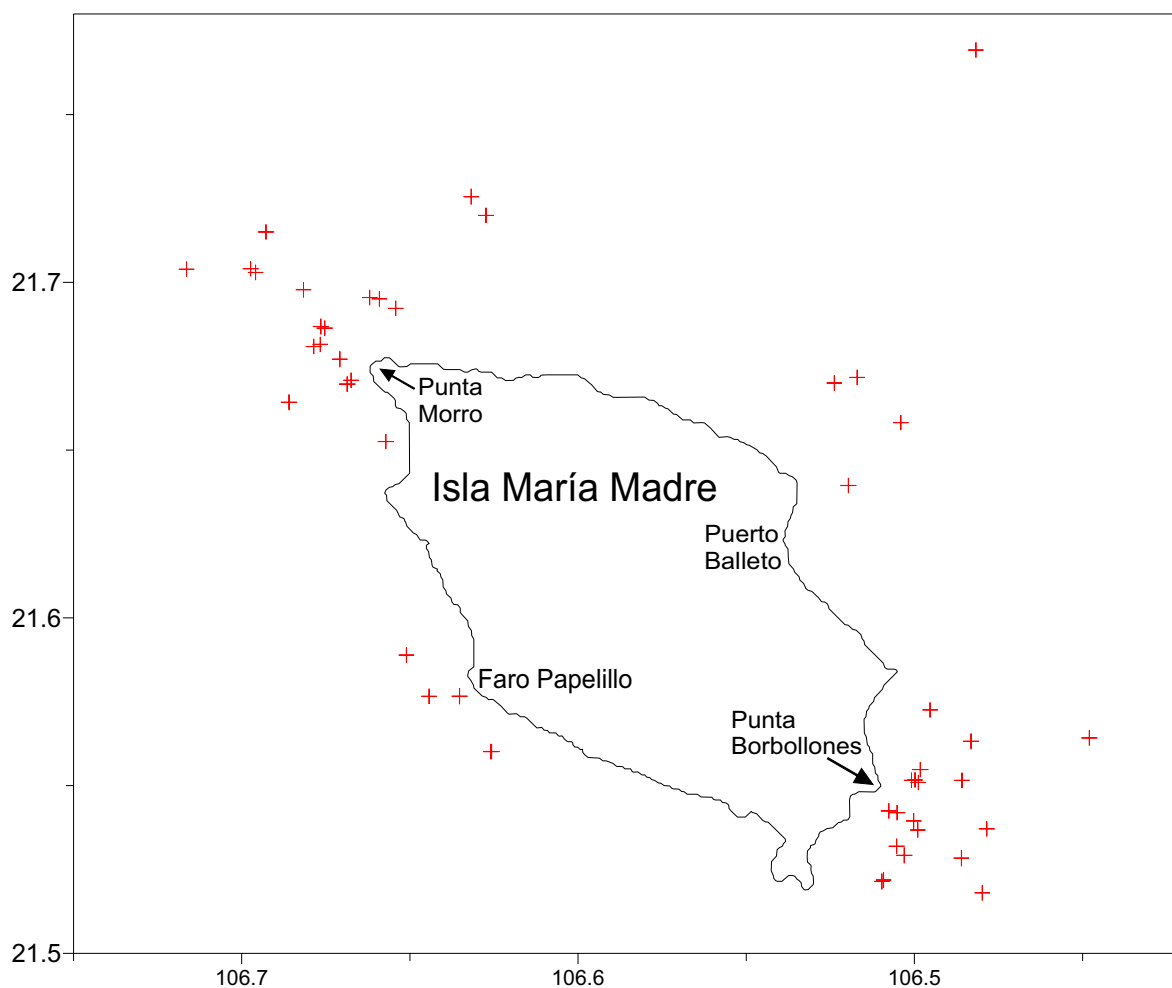 21.7
Punta
Morro
Isla María Madre
Puerto
Balleto
21.6
Faro Papelillo
Punta
Borbollones
21.5
106.7
106.6
106.5